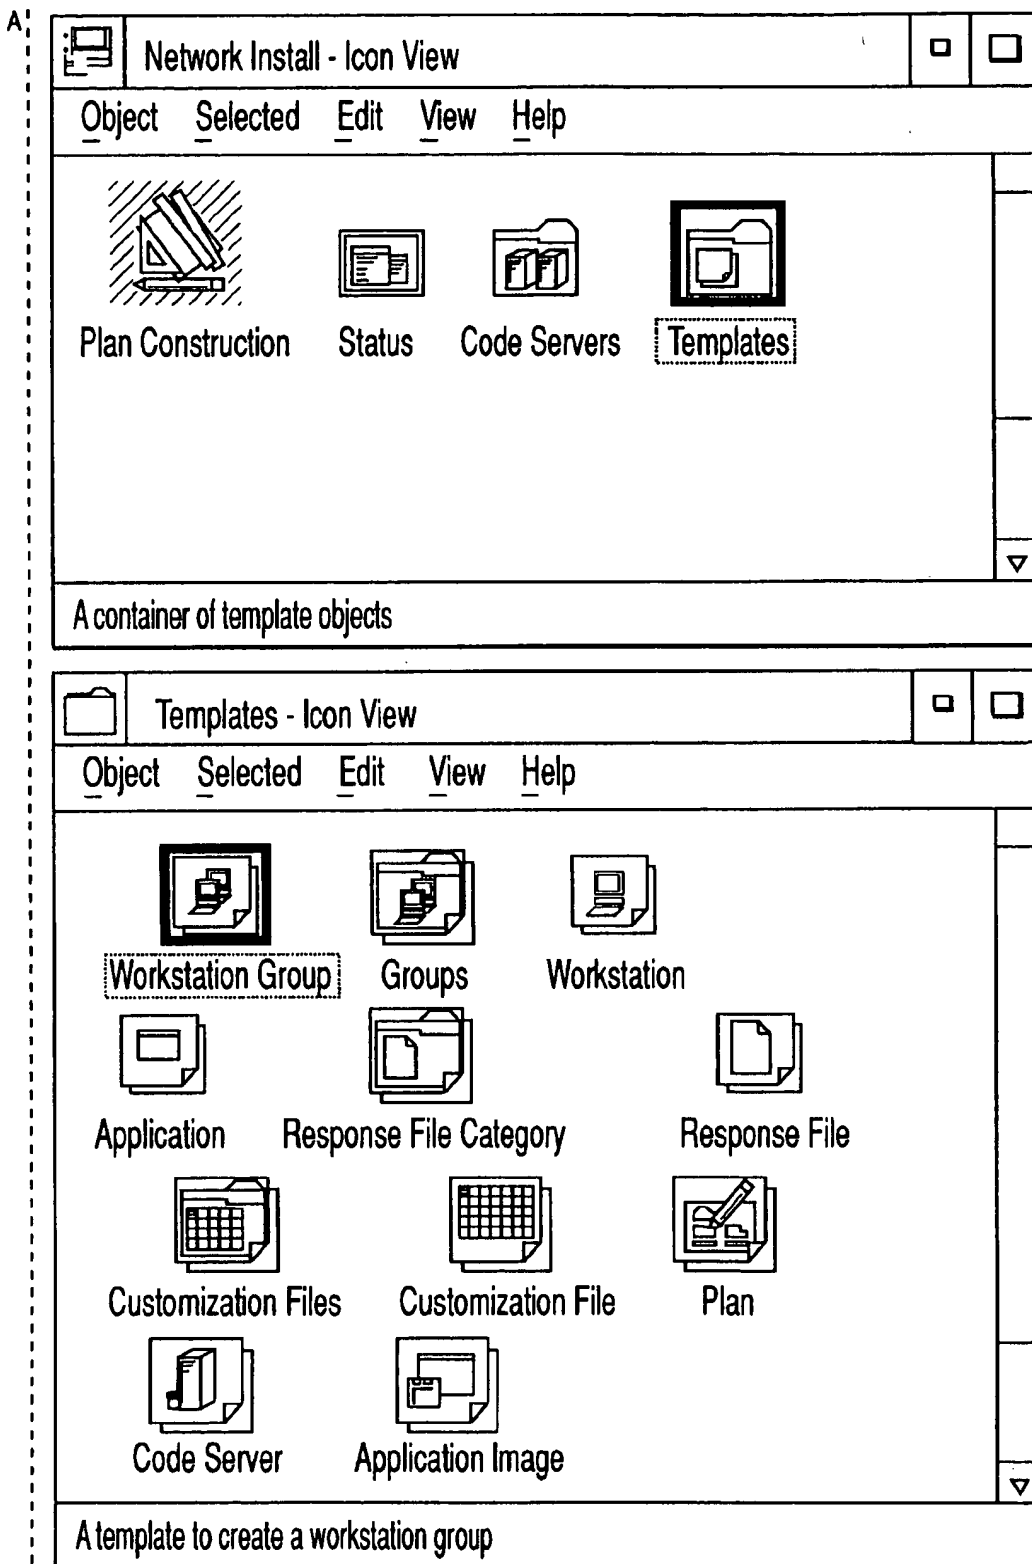 A
Network Install - Icon View
Object Selected Edit View Help
Plan Construction Status Code Servers Templates
A container of template objects
Templates - Icon View
Object Selected Edit View Help
Workstation Group Groups Workstation
Application Response File Category Response File
Customization Files Customization File Plan
Code Server Application Image
A template to create a workstation group